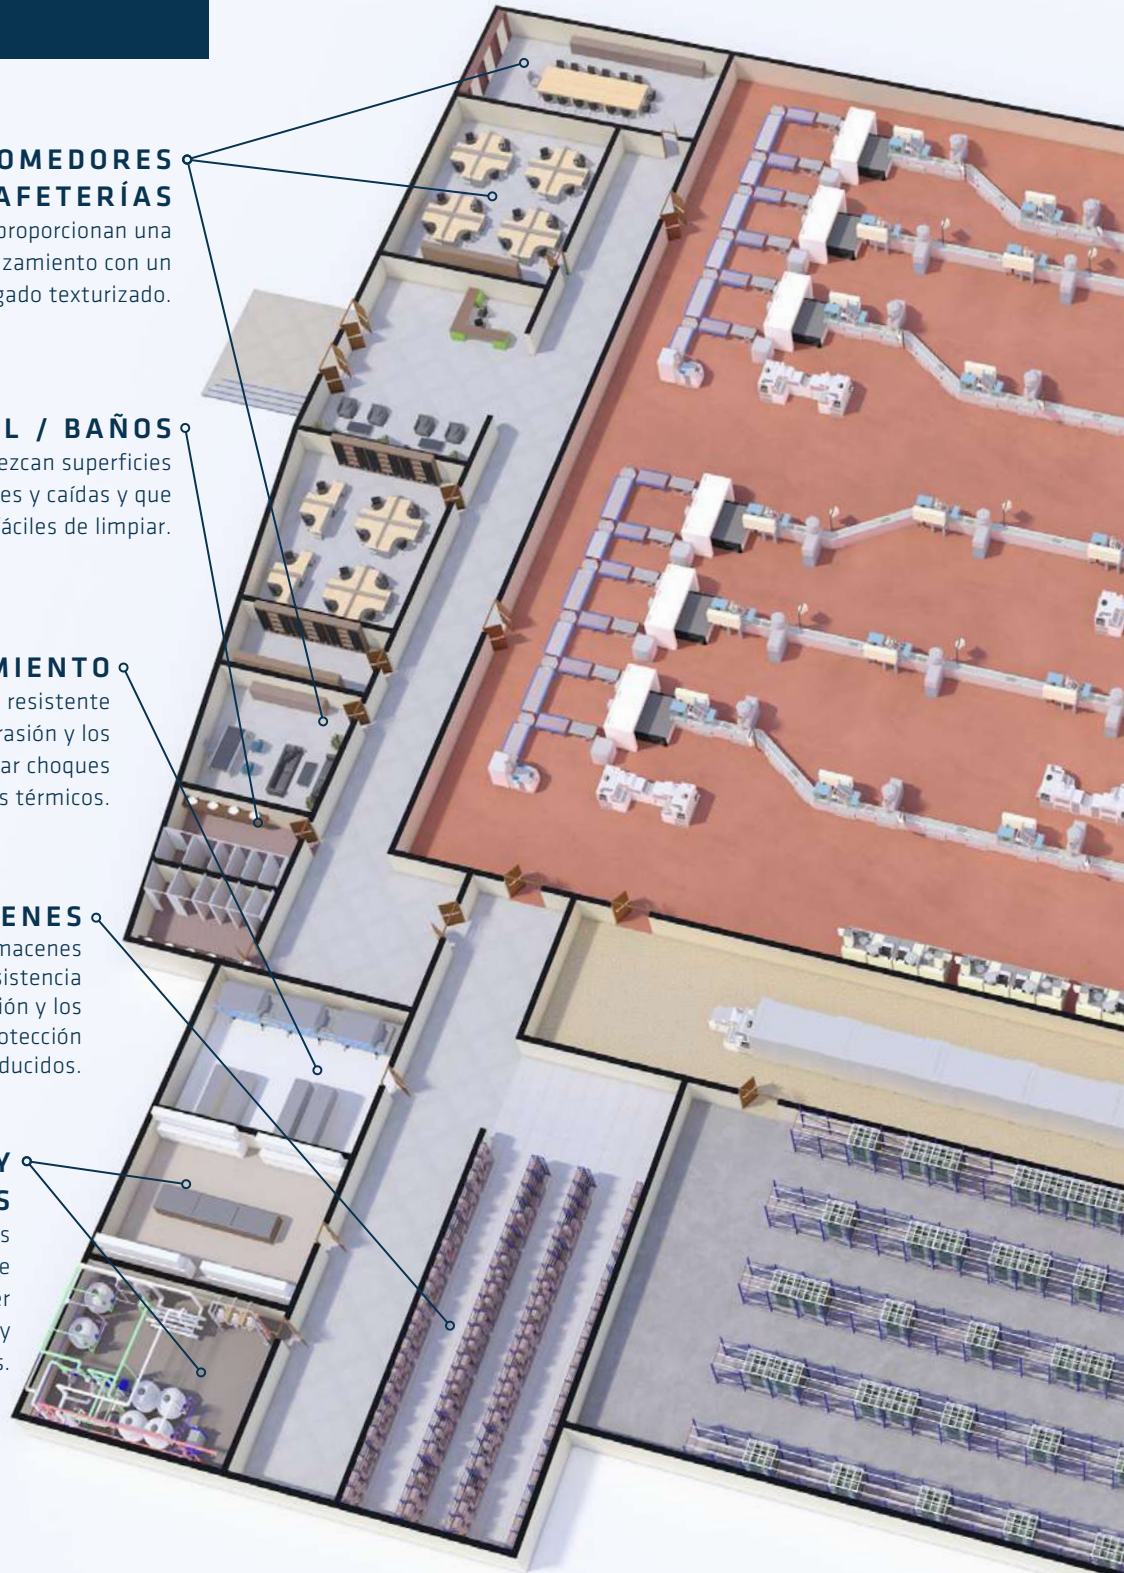 OMEDORES
AFETERÍAS
proporcionan una
zamiento con un
gado texturizado.
L / BAÑOS
ezcan superficies
es y caídas y que
áciles de limpiar.
MIENTO
resistente
rasión y los
ar choques
s térmicos.
ENES
macenes
sistencia
ión y los
otección
ducidos.
Y
S
s
e
er
y
s.